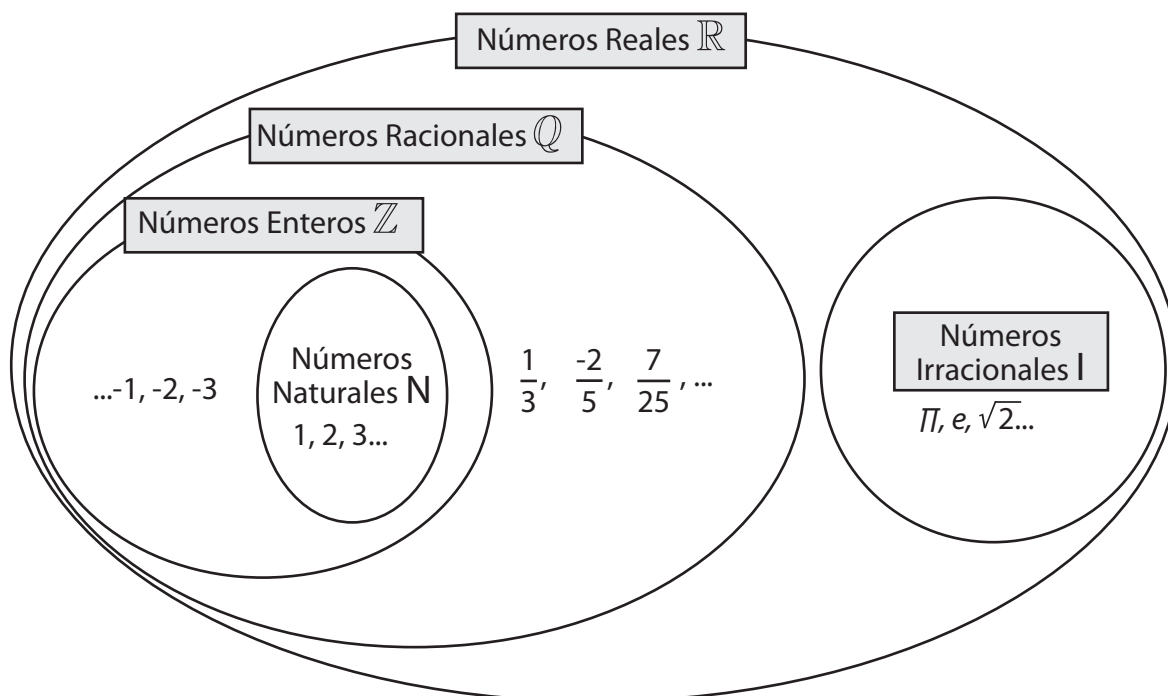 Números Reales ℝ
Números Racionales ℚ
Números Enteros ℤ
...-1, -2, -3
Números
Naturales N
1, 2, 3...
1/3, -2/5, 7/25, ...
Números
Irracionales I
∏, e, √2...